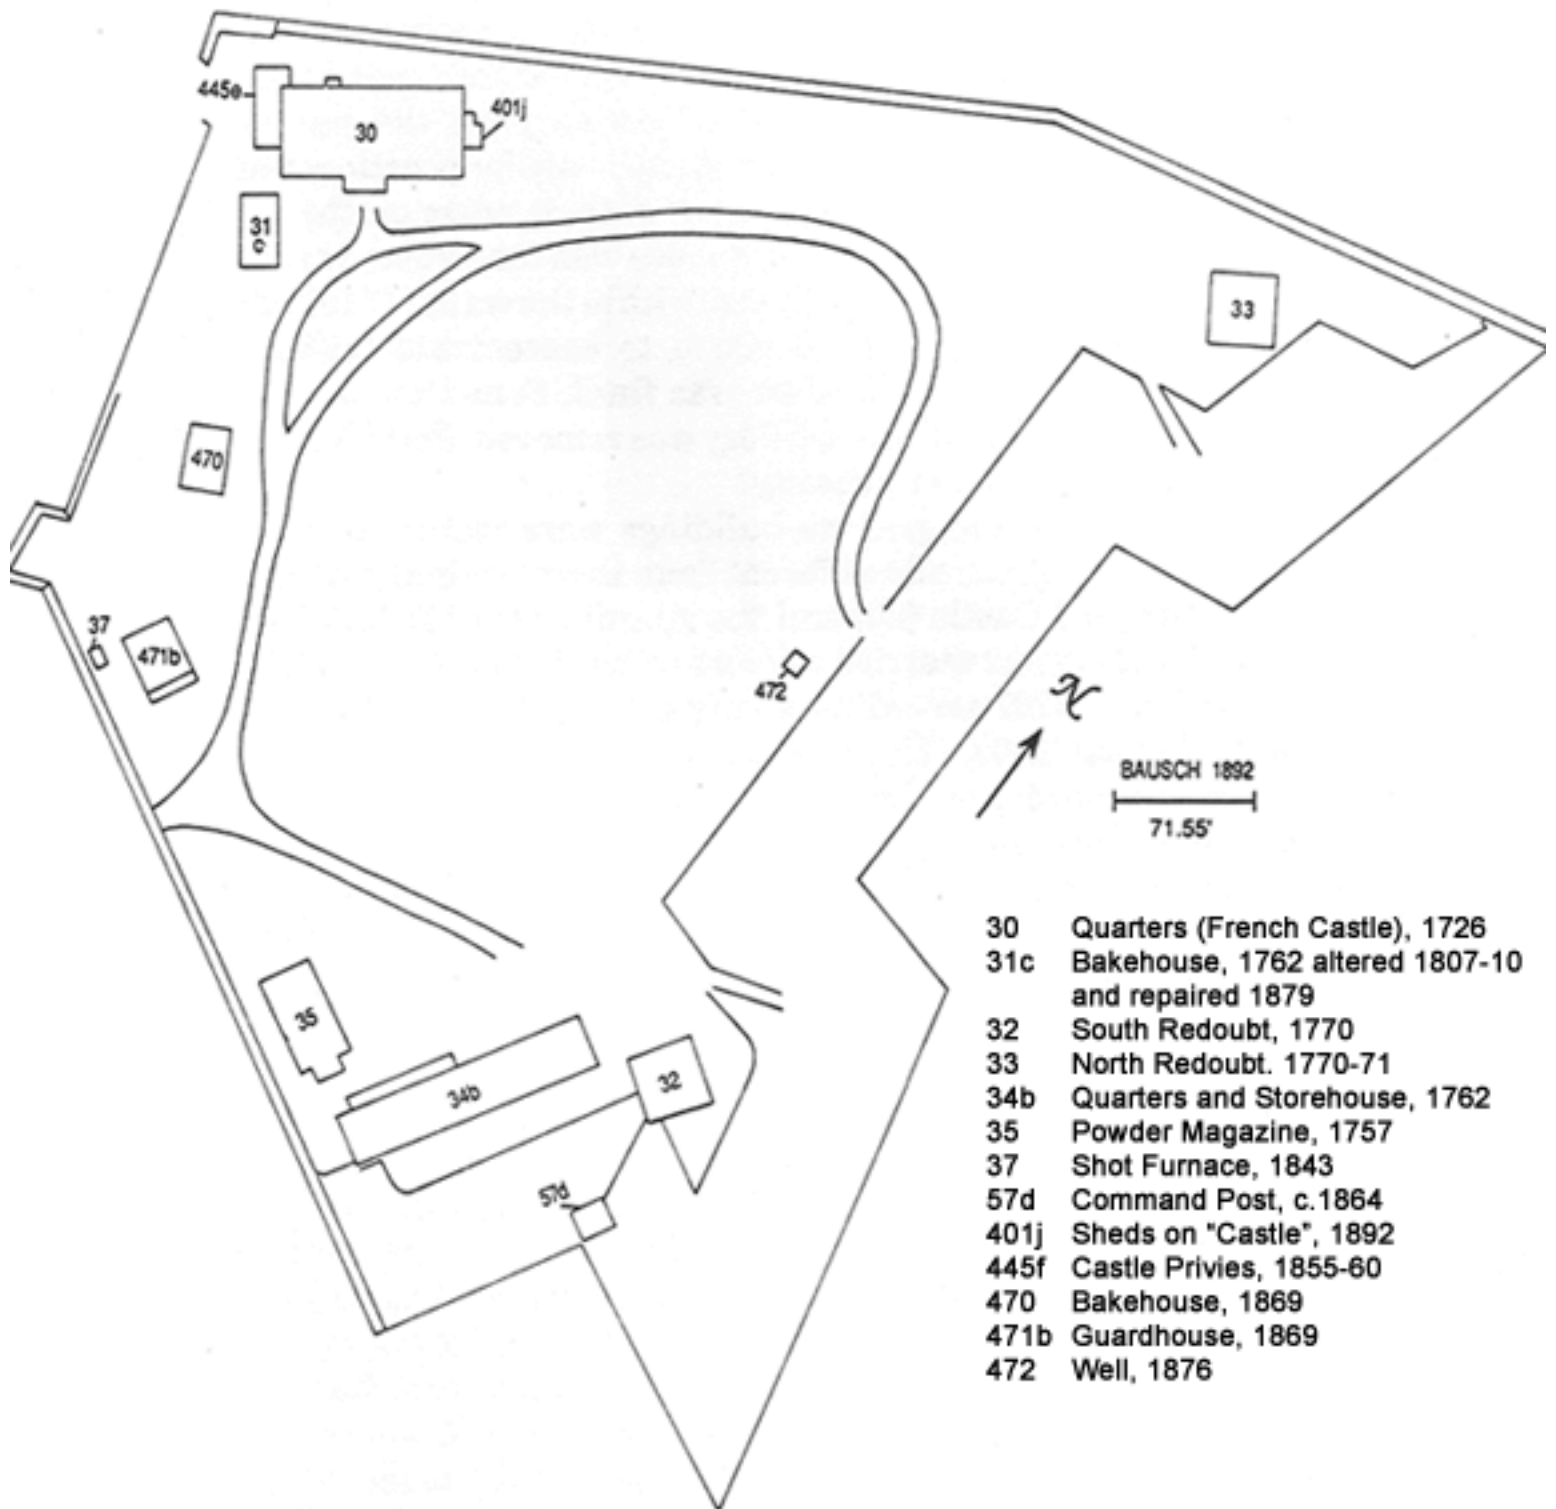 445e
401j
30
31
c
33
470
37
471b
472
N
BAUSCH 1892
71.55'
35
34b
32
57d
30 Quarters (French Castle), 1726
31c Bakehouse, 1762 altered 1807-10
and repaired 1879
32 South Redoubt, 1770
33 North Redoubt. 1770-71
34b Quarters and Storehouse, 1762
35 Powder Magazine, 1757
37 Shot Furnace, 1843
57d Command Post, c.1864
401j Sheds on "Castle", 1892
445f Castle Privies, 1855-60
470 Bakehouse, 1869
471b Guardhouse, 1869
472 Well, 1876